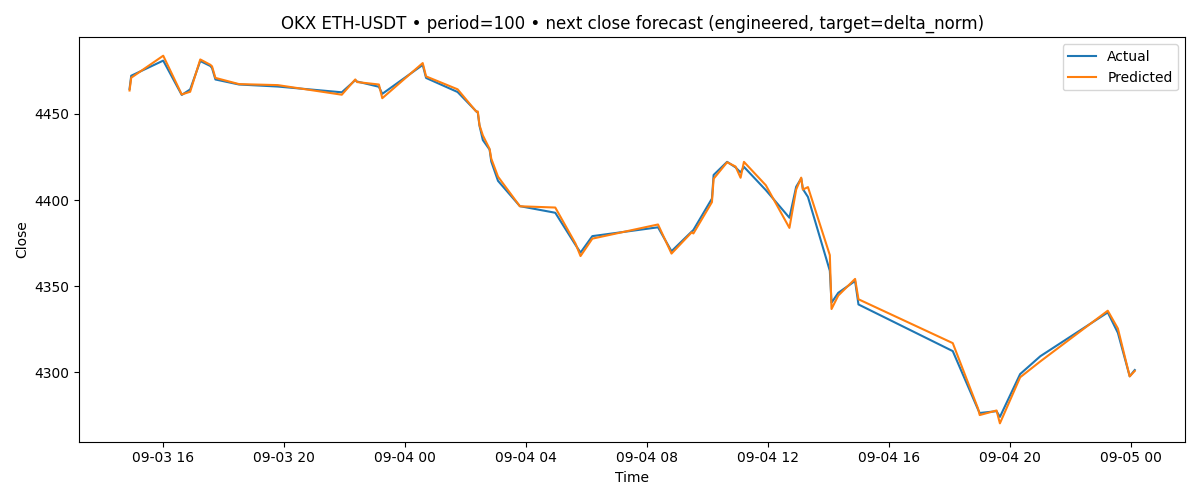 OKX ETH-USDT • period=100 • next close forecast (engineered, target=delta_norm)
Actual
Predicted
Close
4450
4400
4350
4300
09-03 16
09-03 20
09-04 00
09-04 04
09-04 08
09-04 12
09-04 16
09-04 20
09-05 00
Time